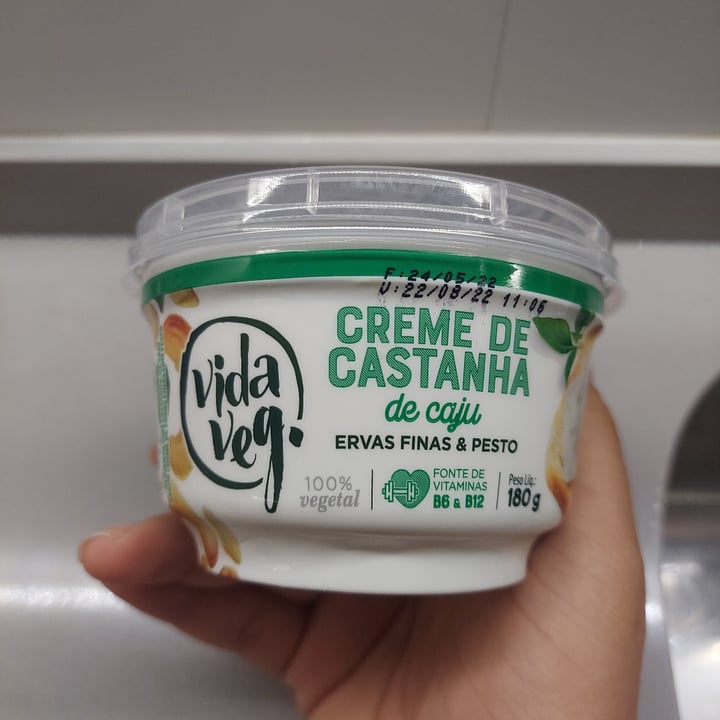 F:24/05/22
V:22/08/22 11:06
vida
veg.
CREME DE
CASTANHA
de caju
ERVAS FINAS & PESTO
100%
vegetal
FONTE DE
VITAMINAS
B6 & B12
Peso Líq.:
180g